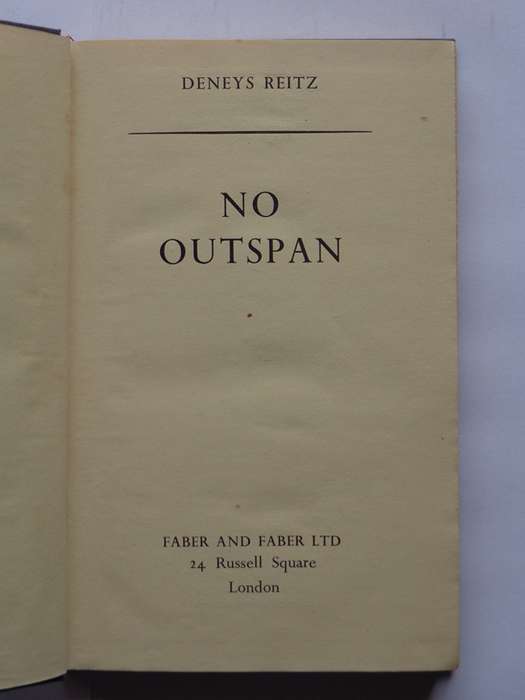 DENEYS REITZ
NO
OUTSPAN
FABER AND FABER LTD
24 Russell Square
London